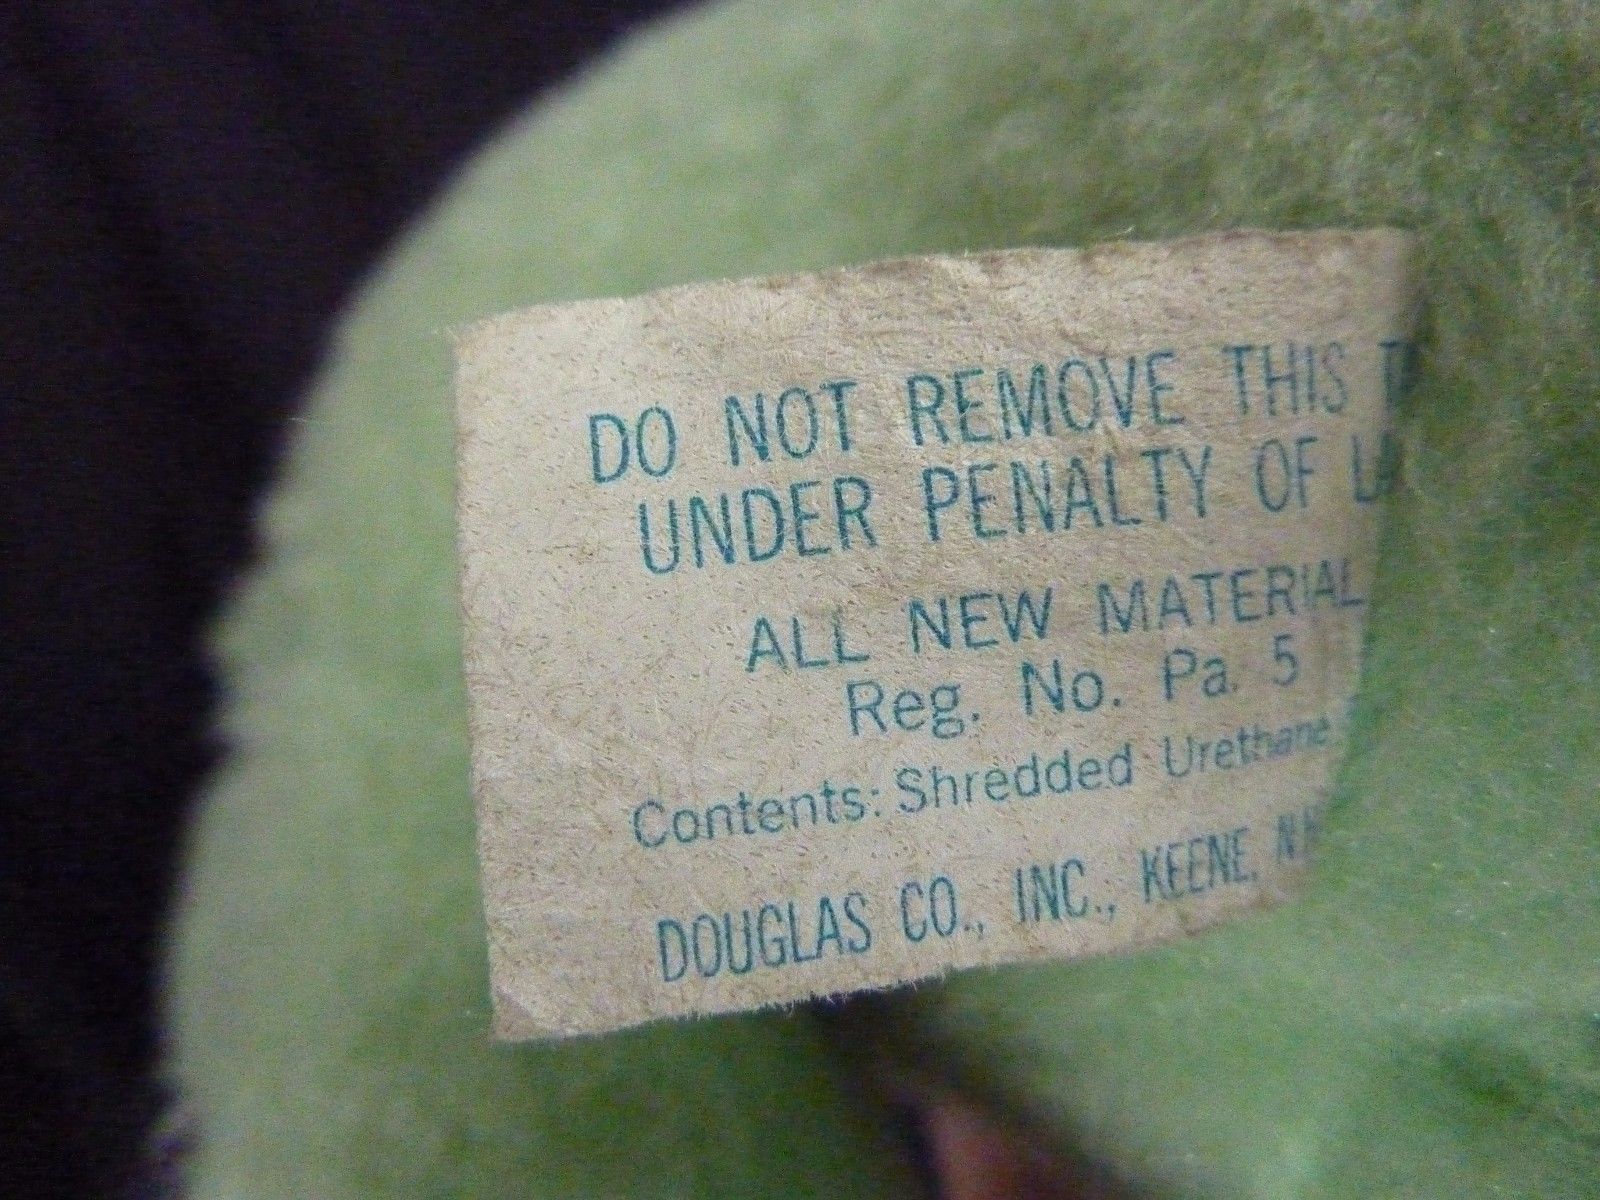 DO NOT REMOVE THIS
UNDER PENALTY OF
ALL NEW MATERIAL
Reg. No. Pa. 5
Contents: Shredded Urethane
DOUGLAS CO., INC., KEENE, NH